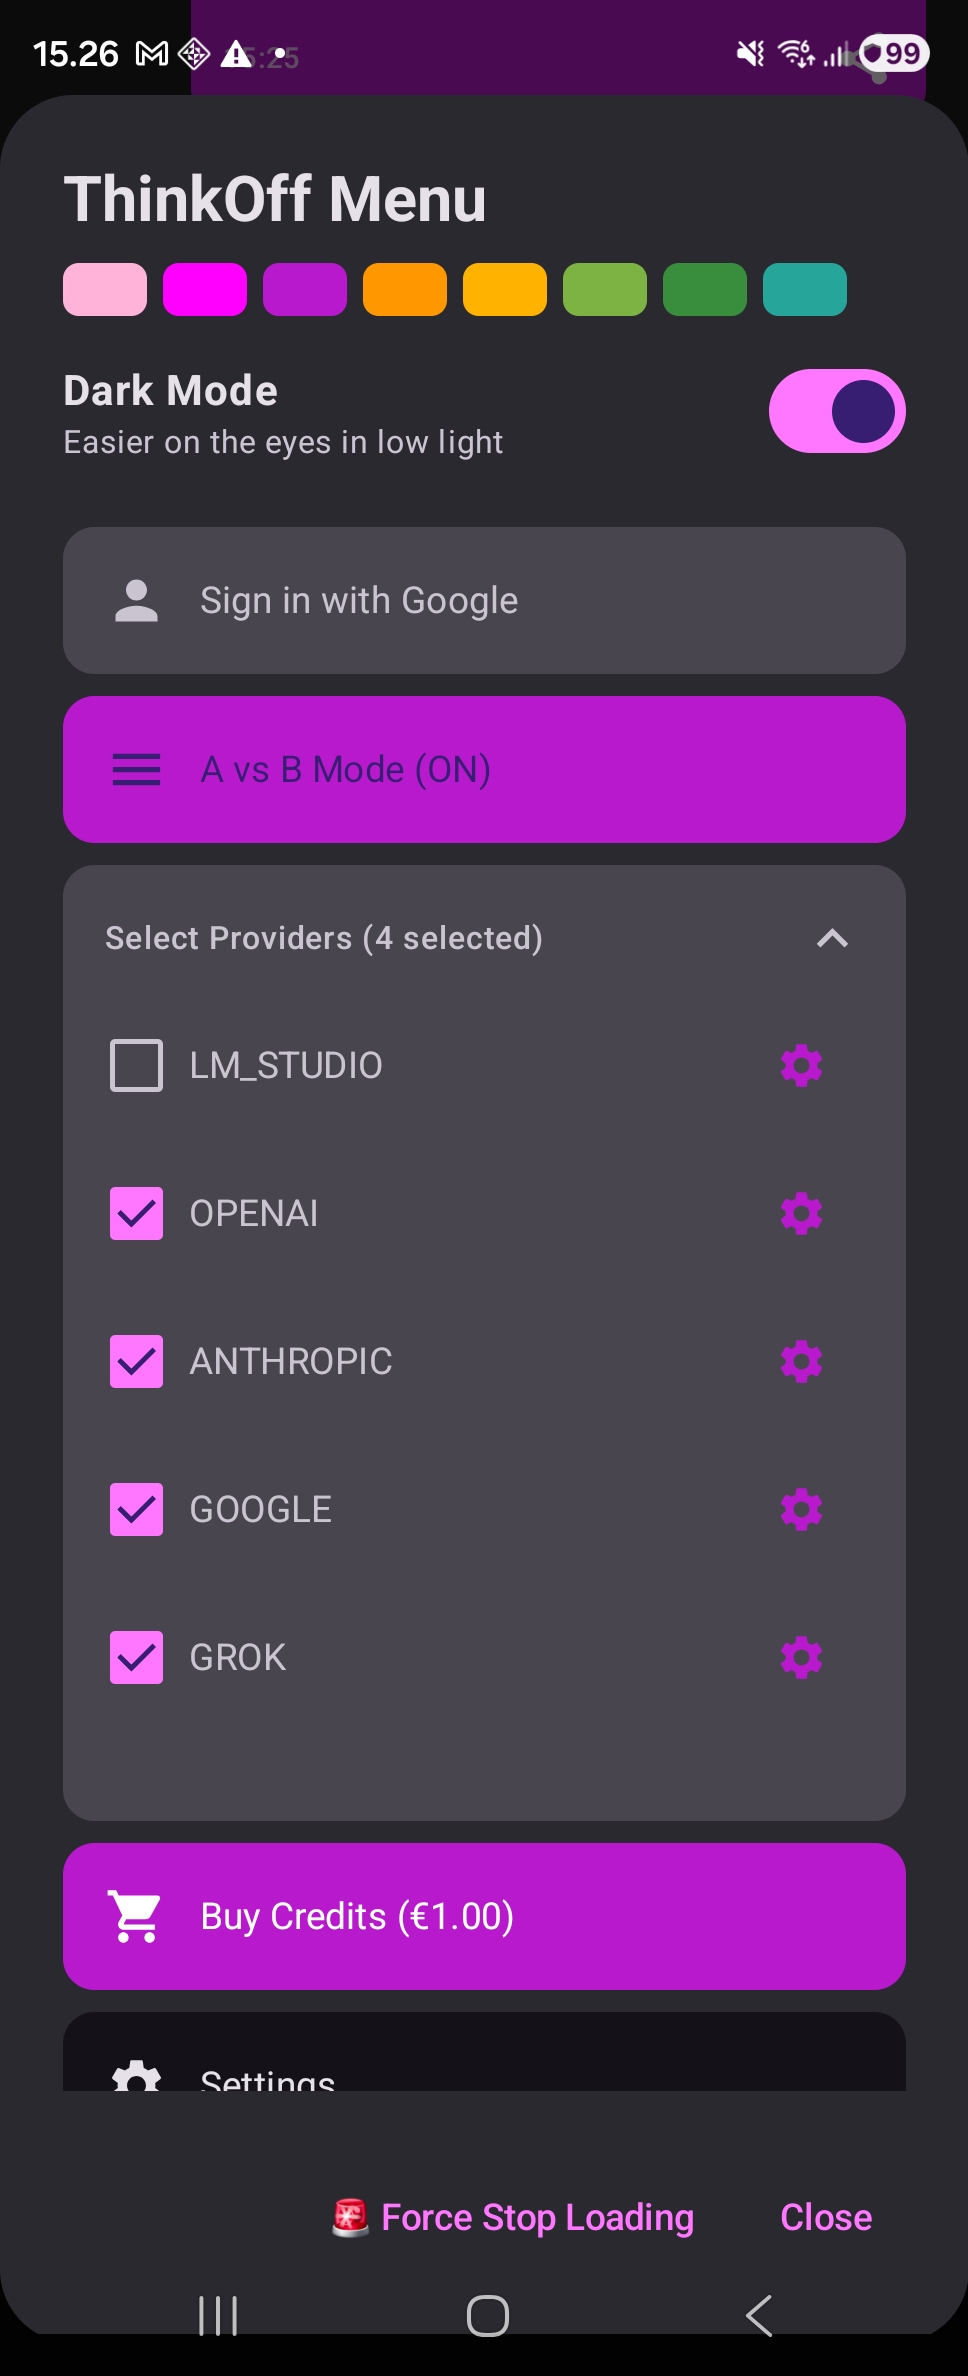 15.26
15:25
99
ThinkOff Menu
Dark Mode
Easier on the eyes in low light
Sign in with Google
A vs B Mode (ON)
Select Providers (4 selected)
LM_STUDIO
OPENAI
ANTHROPIC
GOOGLE
GROK
Buy Credits (€1.00)
Settings
Force Stop Loading
Close